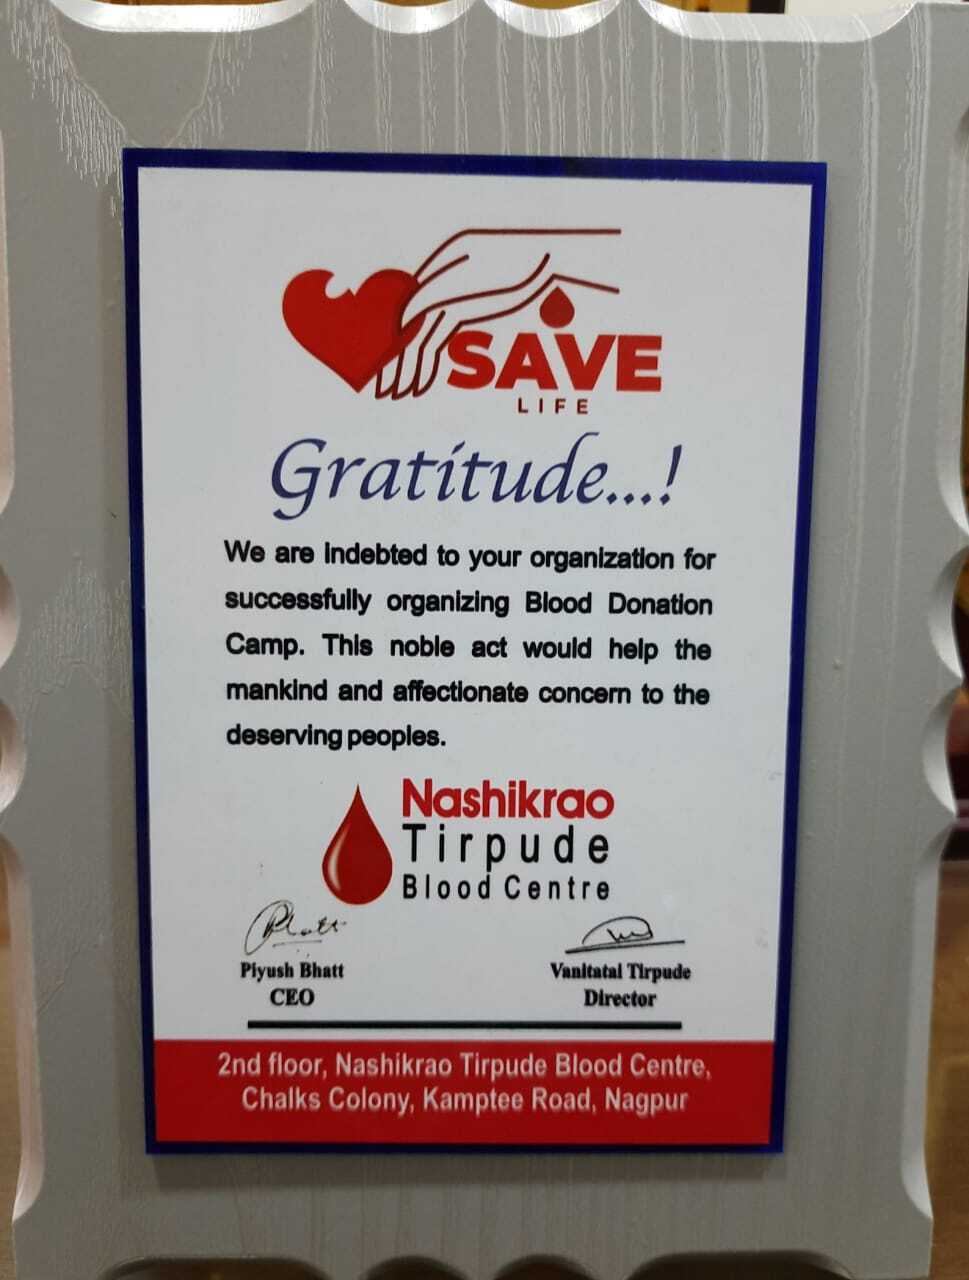 SAVE
LIFE
Gratitude...!
We are indebted to your organization for
successfully organizing Blood Donation
Camp. This noble act would help the
mankind and affectionate concern to the
deserving peoples.
Nashikrao
Tirpude
Blood Centre
Piyush Bhatt
CEO
Vanitatai Tirpude
Director
2nd floor, Nashikrao Tirpude Blood Centre,
Chalks Colony, Kamptee Road, Nagpur